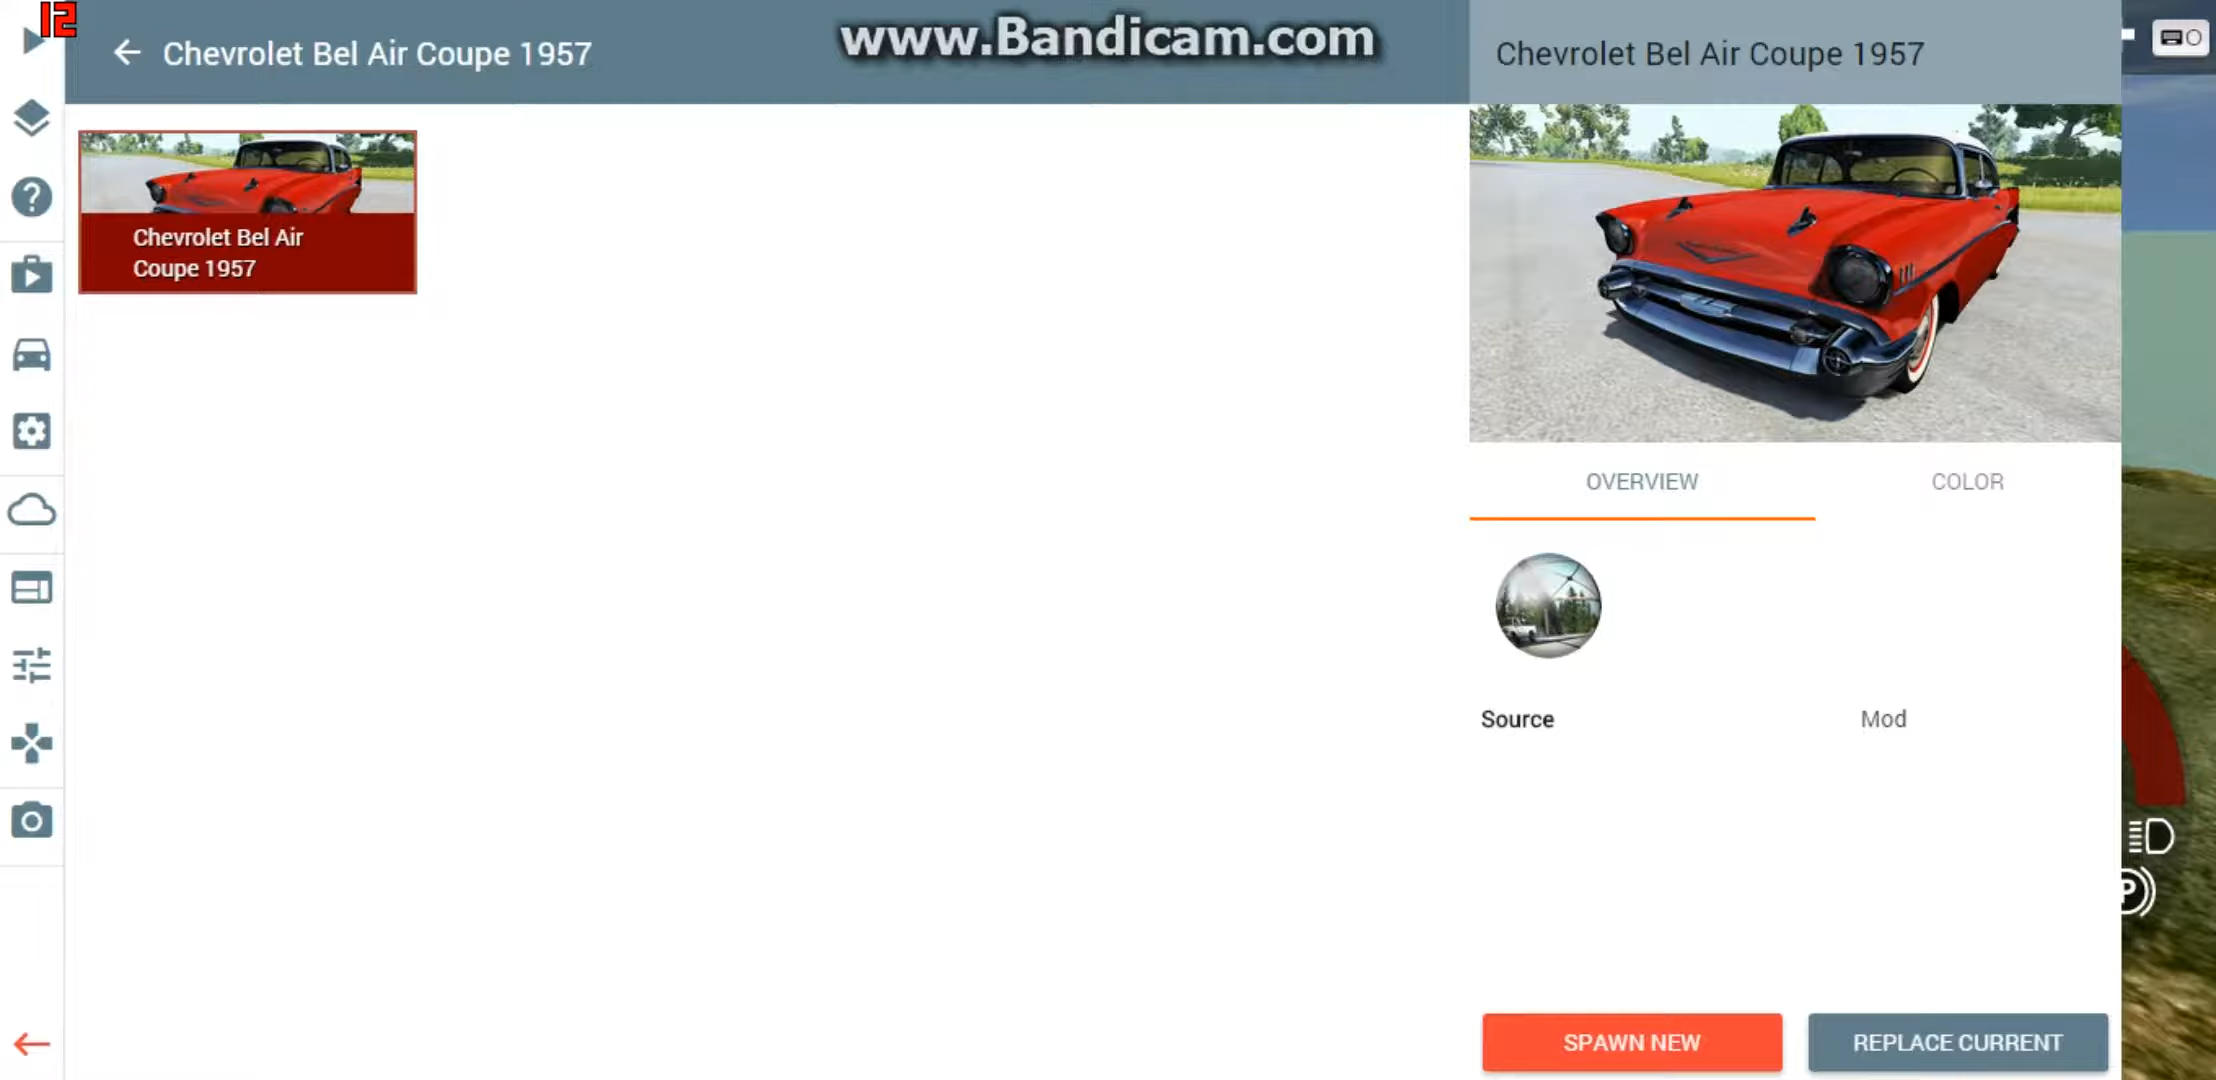 12
www.Bandicam.com
Chevrolet Bel Air Coupe 1957
Chevrolet Bel Air Coupe 1957
Chevrolet Bel Air
Coupe 1957
OVERVIEW
COLOR
Source
Mod
P
SPAWN NEW
REPLACE CURRENT